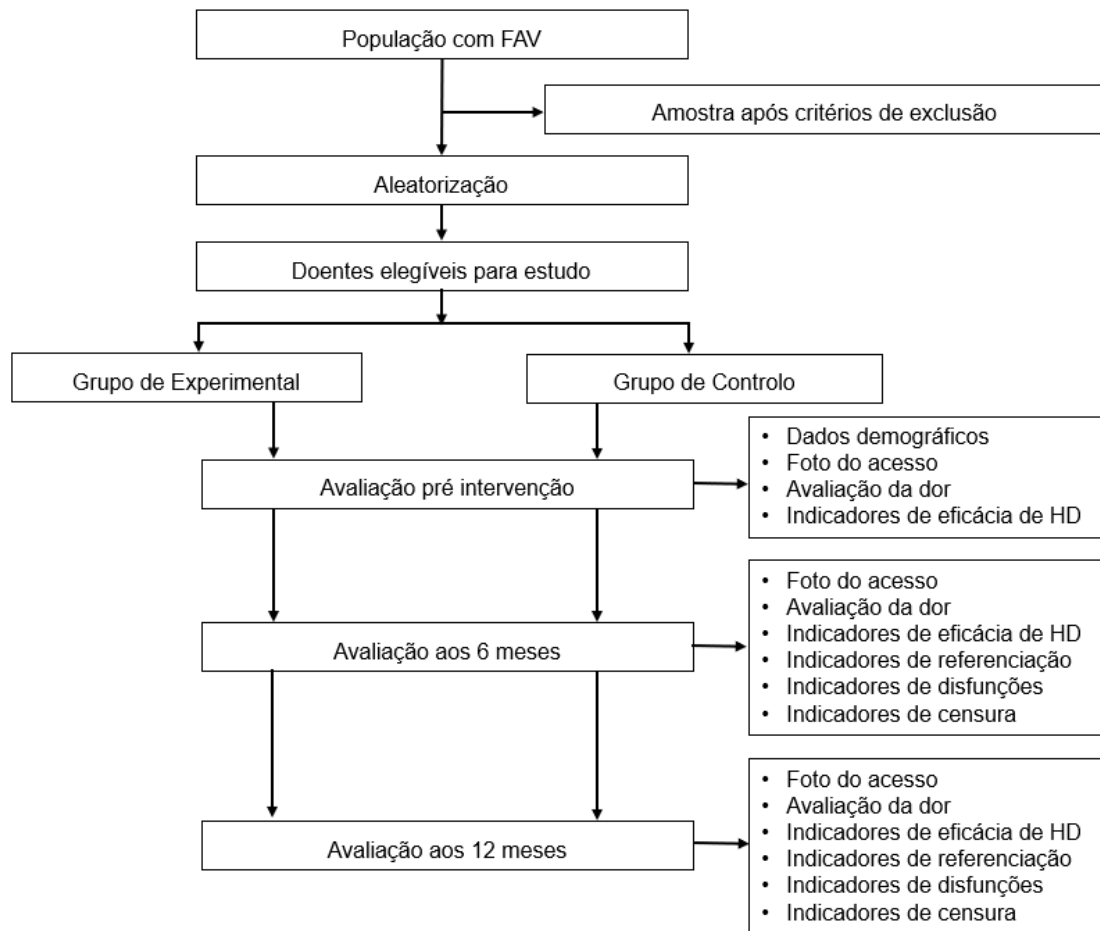 População com FAV
Amostra após critérios de exclusão
Aleatorização
Doentes elegíveis para estudo
Grupo de Experimental
Grupo de Controlo
Avaliação pré intervenção
• Dados demográficos
• Foto do acesso
• Avaliação da dor
• Indicadores de eficácia de HD
Avaliação aos 6 meses
• Foto do acesso
• Avaliação da dor
• Indicadores de eficácia de HD
• Indicadores de referenciação
• Indicadores de disfunções
• Indicadores de censura
Avaliação aos 12 meses
• Foto do acesso
• Avaliação da dor
• Indicadores de eficácia de HD
• Indicadores de referenciação
• Indicadores de disfunções
• Indicadores de censura